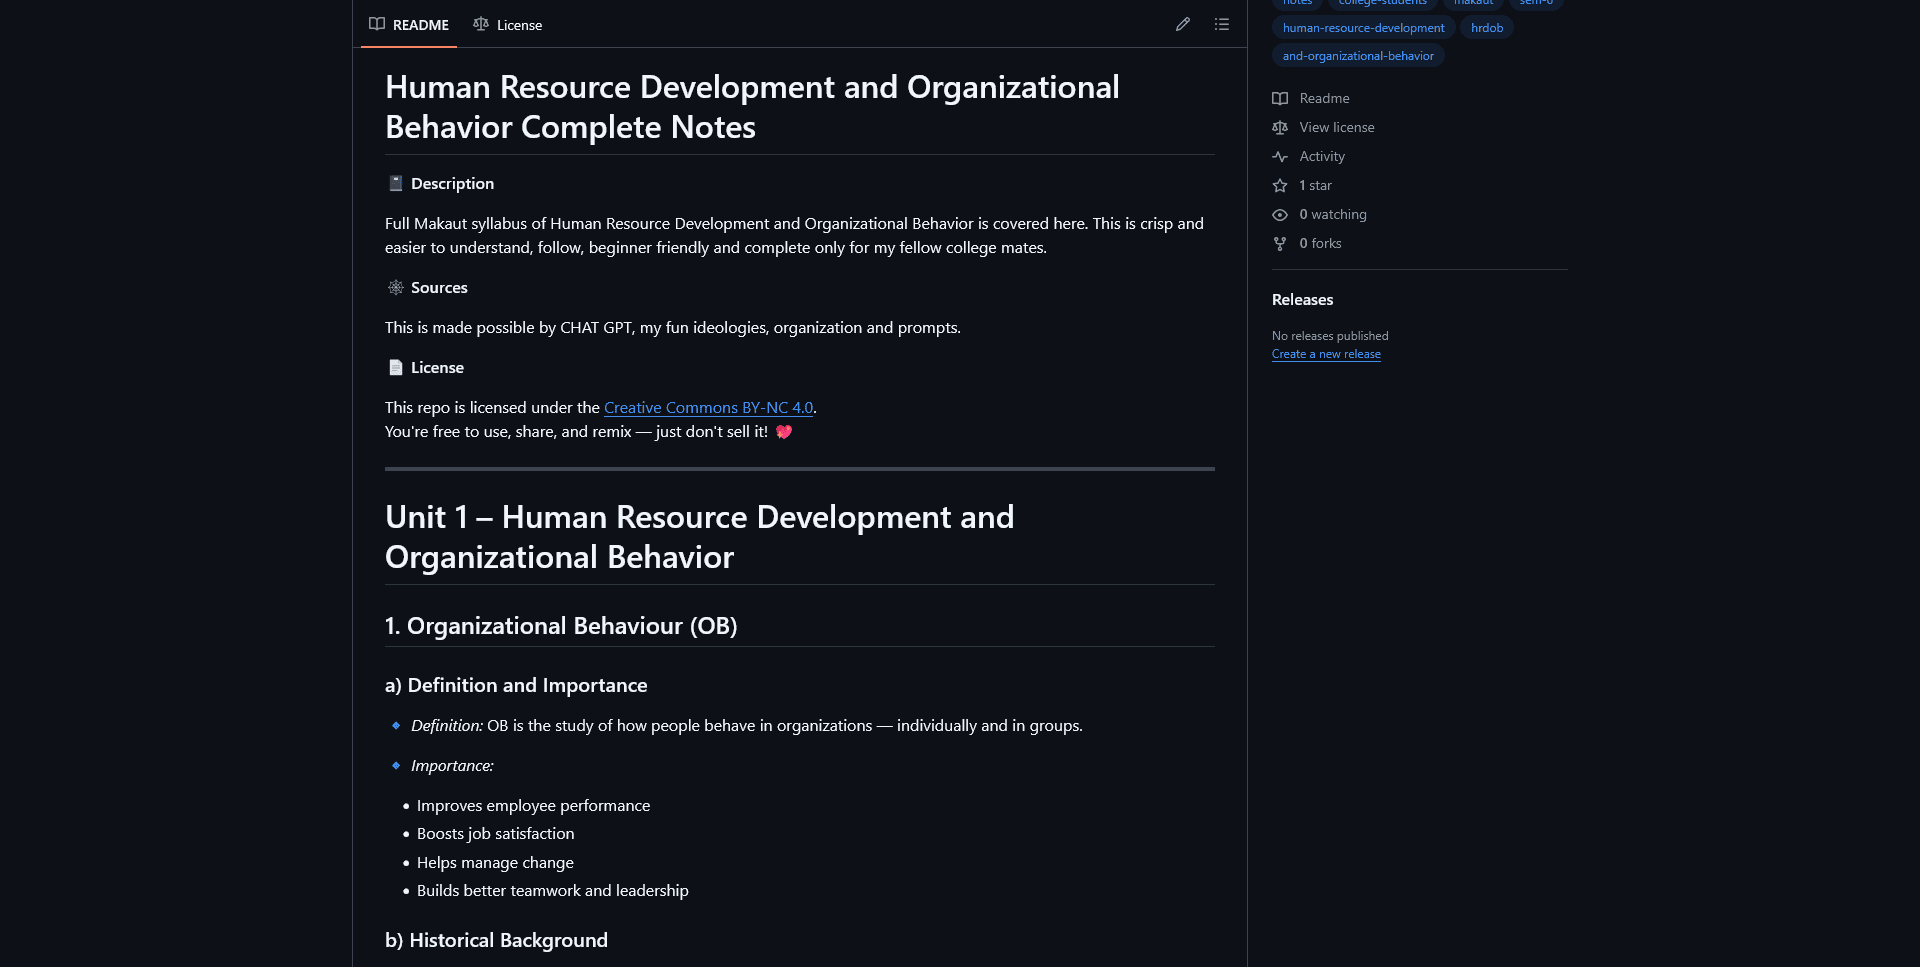 README
License
Human Resource Development and Organizational
Behavior Complete Notes
Description
Full Makaut syllabus of Human Resource Development and Organizational Behavior is covered here. This is crisp and
easier to understand, follow, beginner friendly and complete only for my fellow college mates.
Sources
This is made possible by CHAT GPT, my fun ideologies, organization and prompts.
License
This repo is licensed under the Creative Commons BY-NC 4.0.
You're free to use, share, and remix — just don't sell it! 💖
Unit 1 – Human Resource Development and
Organizational Behavior
1. Organizational Behaviour (OB)
a) Definition and Importance
Definition: OB is the study of how people behave in organizations — individually and in groups.
Importance:
• Improves employee performance
• Boosts job satisfaction
• Helps manage change
• Builds better teamwork and leadership
b) Historical Background
notes college-students makaut
human-resource-development hrdob
and-organizational-behavior
Readme
View license
Activity
1 star
0 watching
0 forks
Releases
No releases published
Create a new release